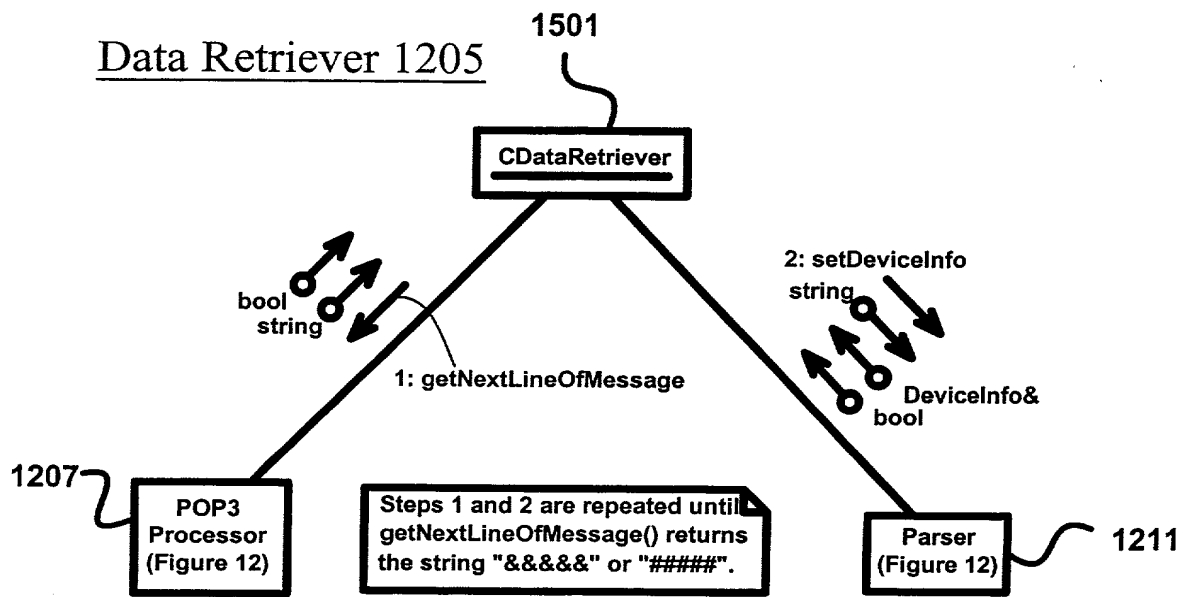 1501
Data Retriever 1205
CDataRetriever
bool
string
1: getNextLineOfMessage
2: setDeviceInfo
string
DeviceInfo&
bool
1207
POP3
Processor
(Figure 12)
Steps 1 and 2 are repeated until
getNextLineOfMessage() returns
the string "&&&&&" or "#####".
Parser
(Figure 12)
1211